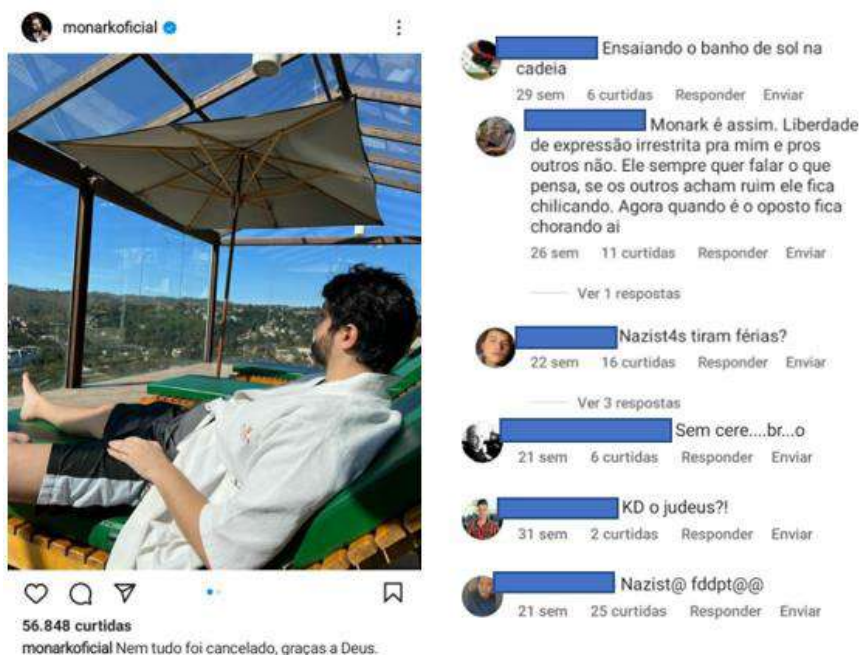 monarkoficial
56.848 curtidas
monarkoficial Nem tudo foi cancelado, graças a Deus.
Ensaiando o banho de sol na
cadeia
29 sem 6 curtidas Responder Enviar
Monark é assim. Liberdade
de expressão irrestrita pra mim e pros
outros não. Ele sempre quer falar o que
pensa, se os outros acham ruim ele fica
chilicando. Agora quando é o oposto fica
chorando ai
26 sem 11 curtidas Responder Enviar
Ver 1 respostas
Nazist4s tiram férias?
22 sem 16 curtidas Responder Enviar
Ver 3 respostas
Sem cere....br...o
21 sem 6 curtidas Responder Enviar
KD o judeus?!
31 sem 2 curtidas Responder Enviar
Nazist@ fddpt@@
21 sem 25 curtidas Responder Enviar